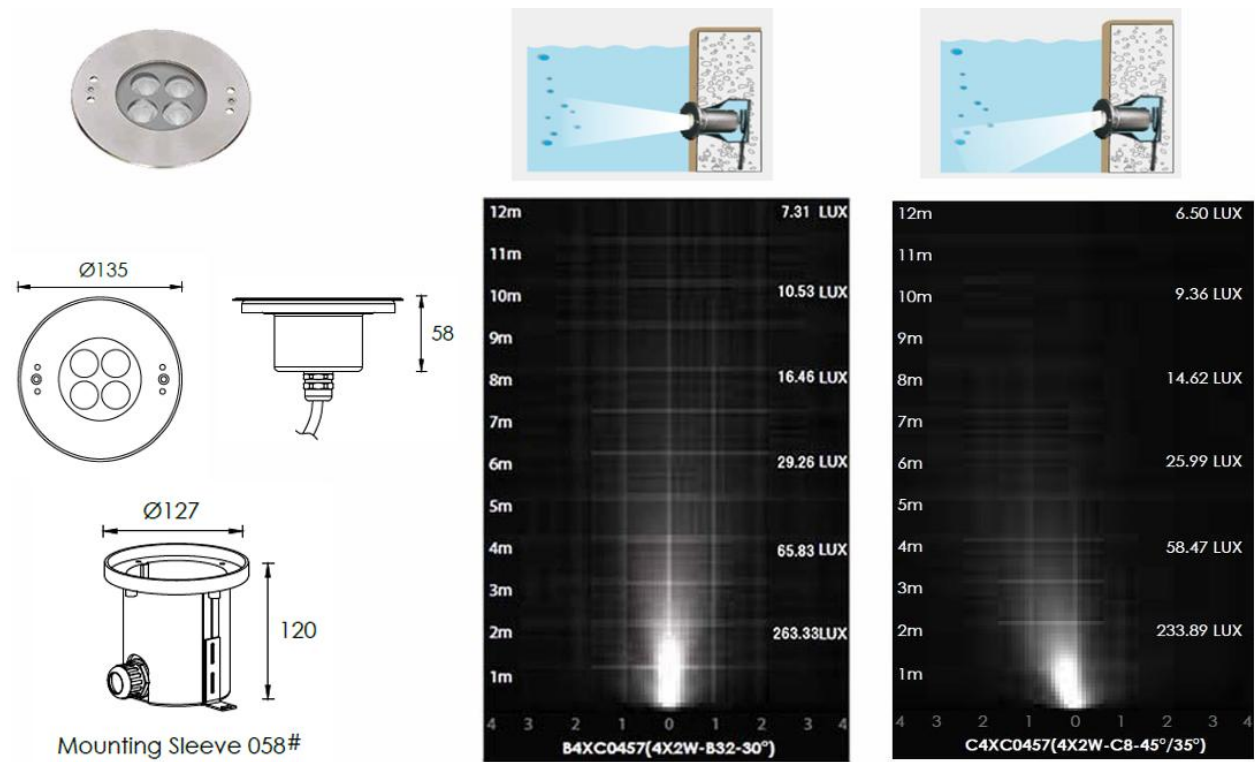 Ø135
58
Ø127
120
Mounting Sleeve 058#
12m 7.31 LUX
11m
10m 10.53 LUX
9m
8m 16.46 LUX
7m
6m 29.26 LUX
5m
4m 65.83 LUX
3m
2m 263.33LUX
1m
4 3 2 1 0 1 2 3 4
B4XC0457(4X2W-B32-30°)
12m 6.50 LUX
11m
10m 9.36 LUX
9m
8m 14.62 LUX
7m
6m 25.99 LUX
5m
4m 58.47 LUX
3m
2m 233.89 LUX
1m
4 3 2 1 0 1 2 3 4
C4XC0457(4X2W-C8-45°/35°)